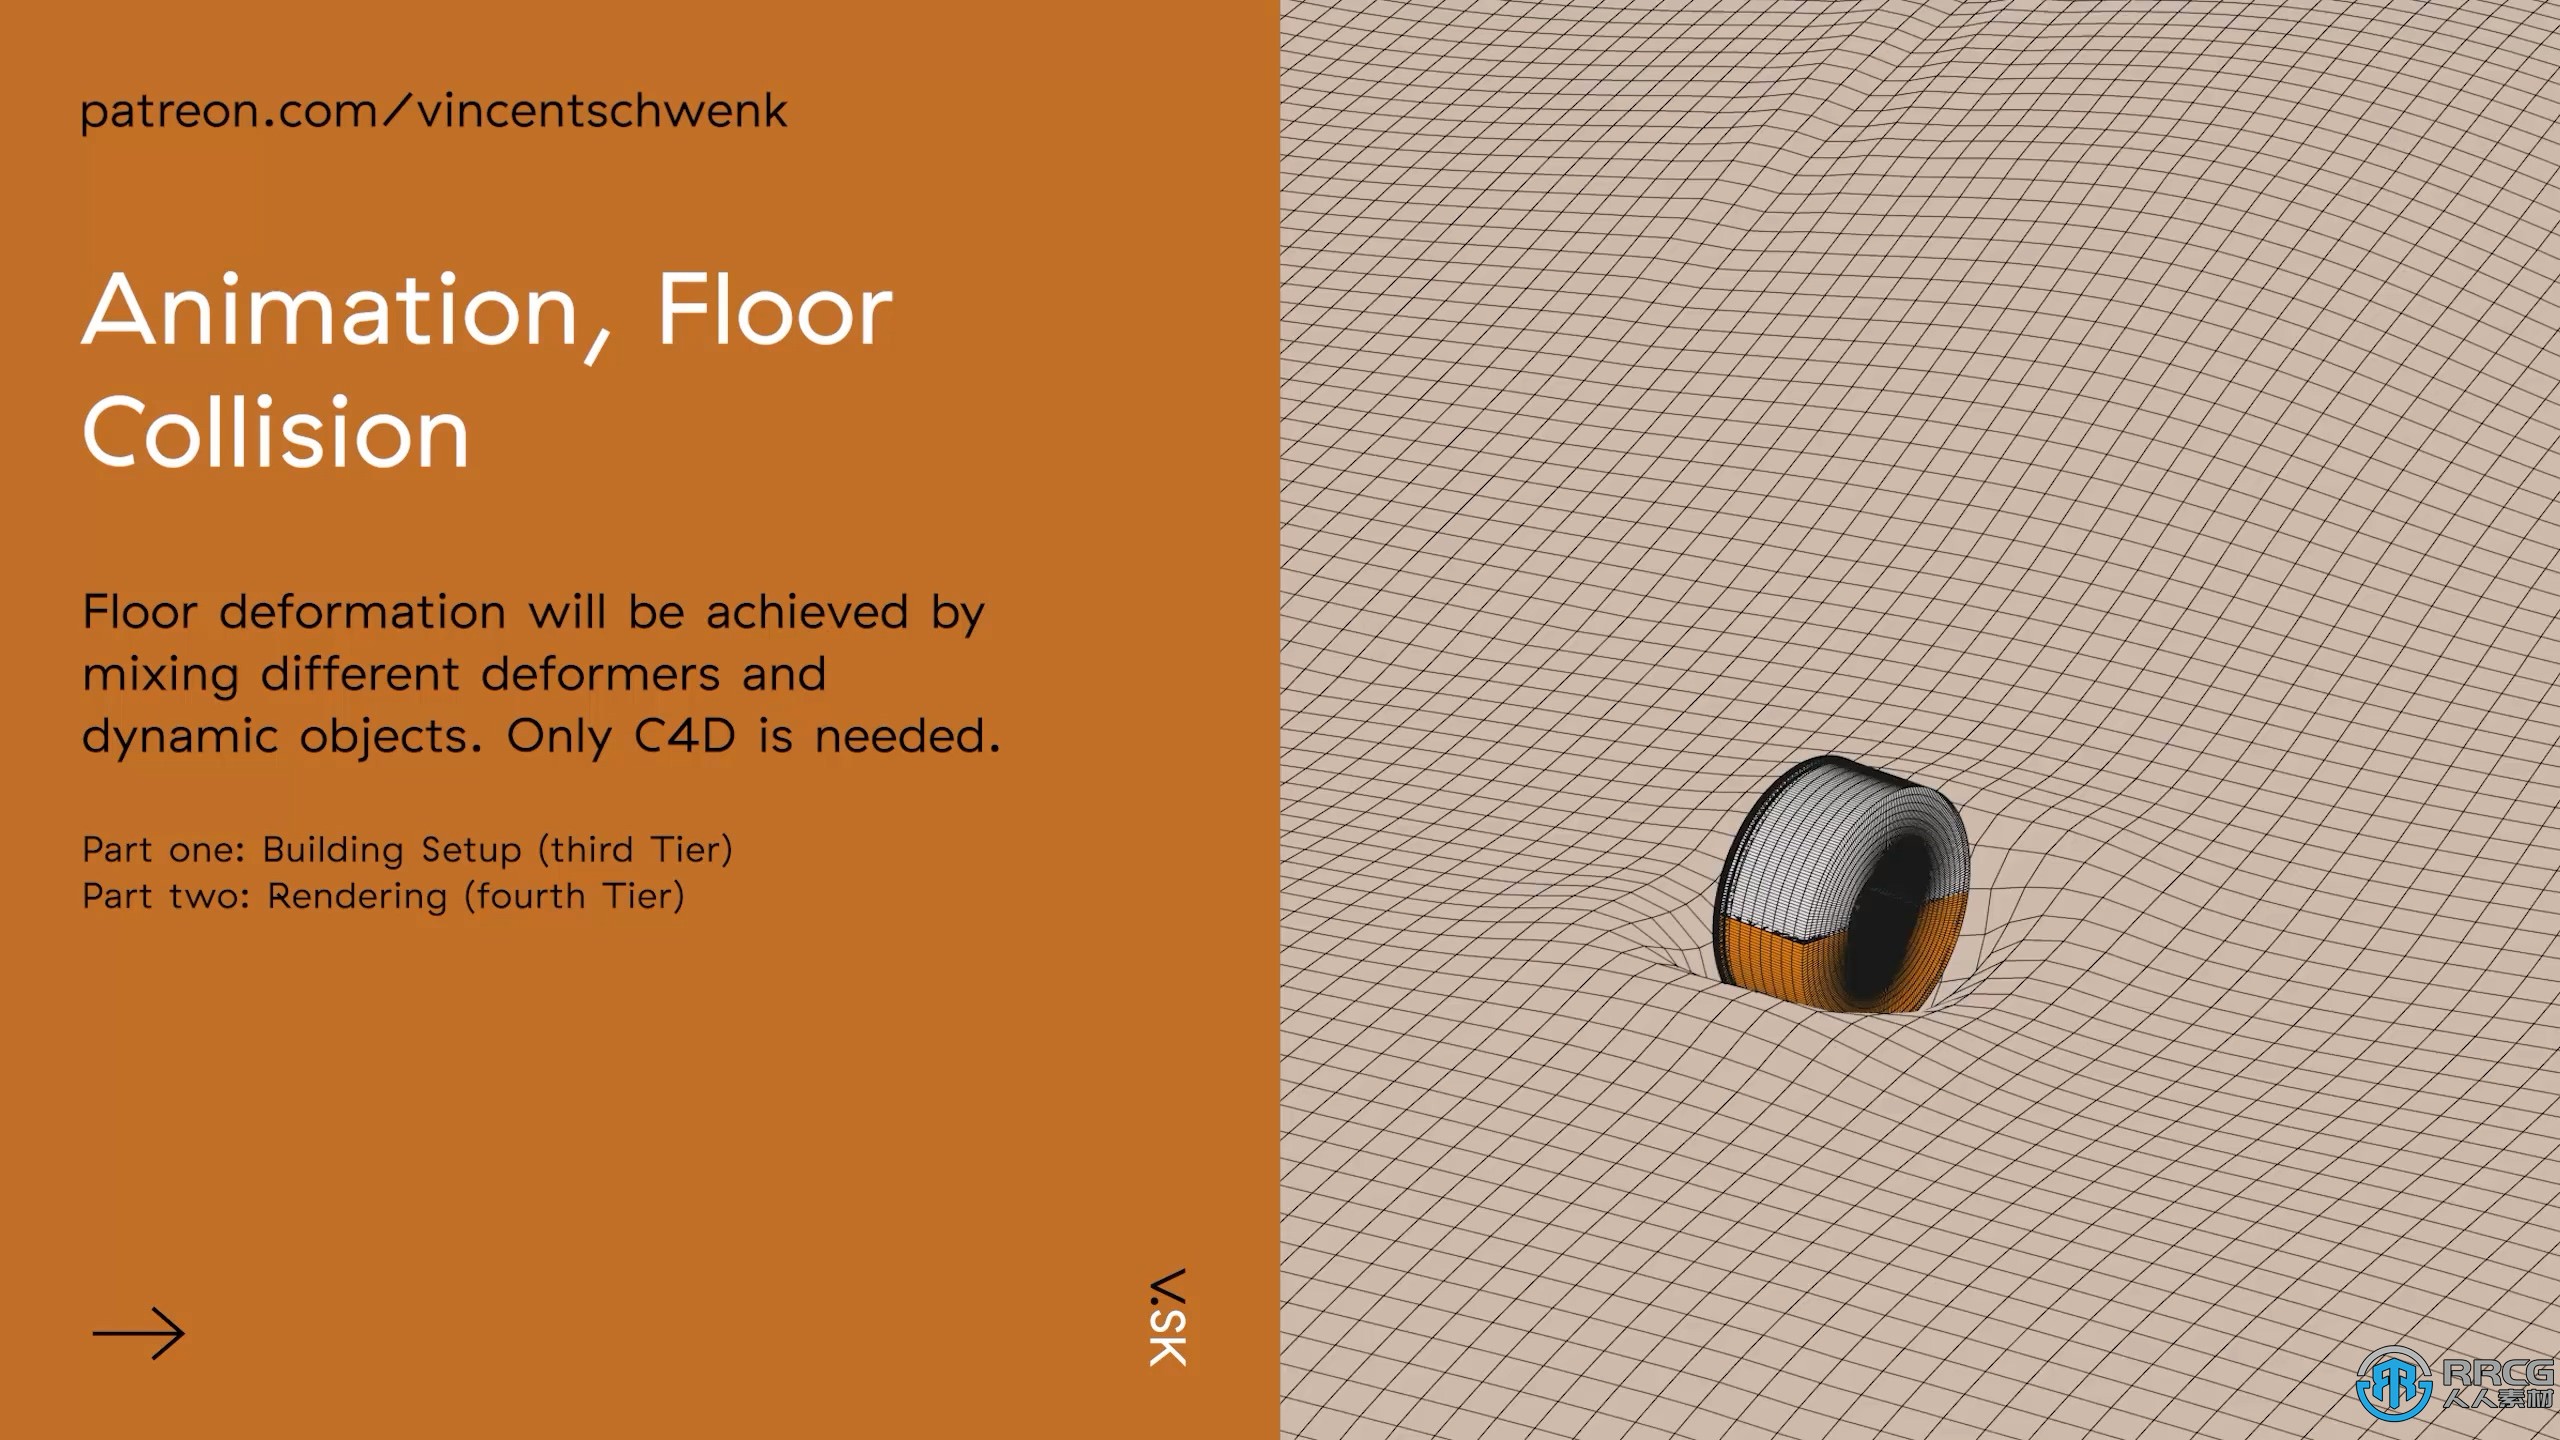 patreon.com/vincentschwenk
Animation, Floor
Collision
Floor deformation will be achieved by
mixing different deformers and
dynamic objects. Only C4D is needed.
Part one: Building Setup (third Tier)
Part two: Rendering (fourth Tier)
V.SK
RRCG
人人素材